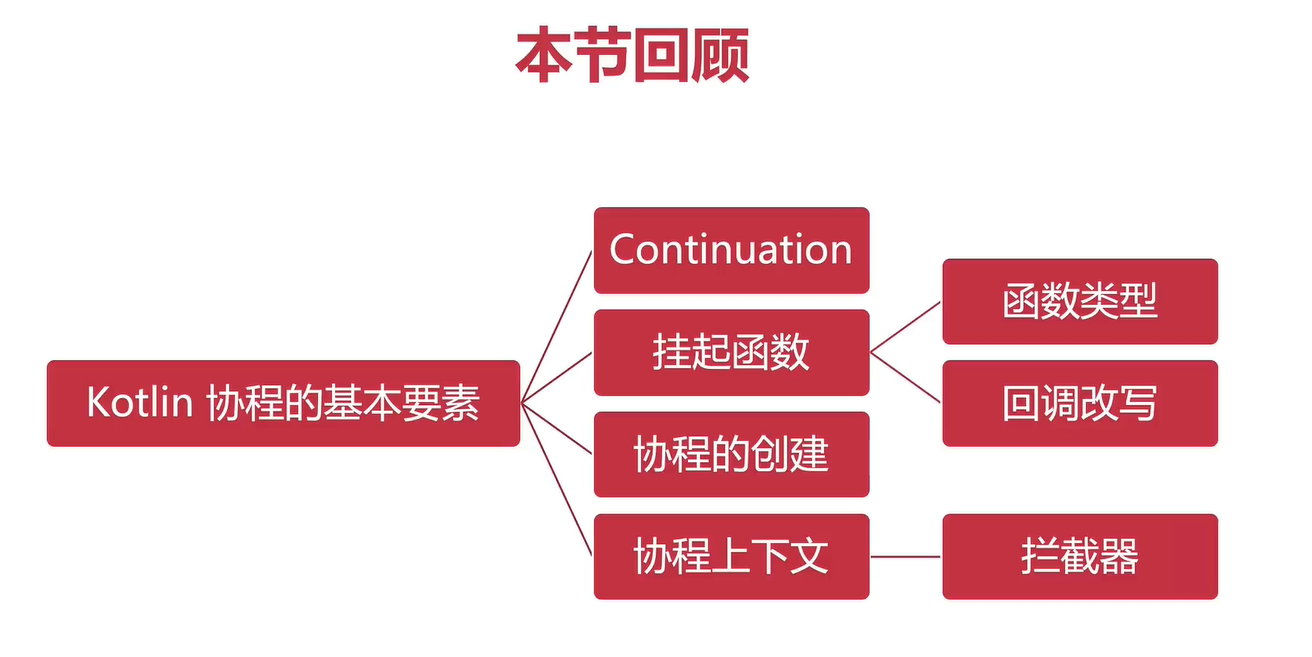 本节回顾
Kotlin 协程的基本要素
Continuation
挂起函数
函数类型
回调改写
协程的创建
协程上下文
拦截器